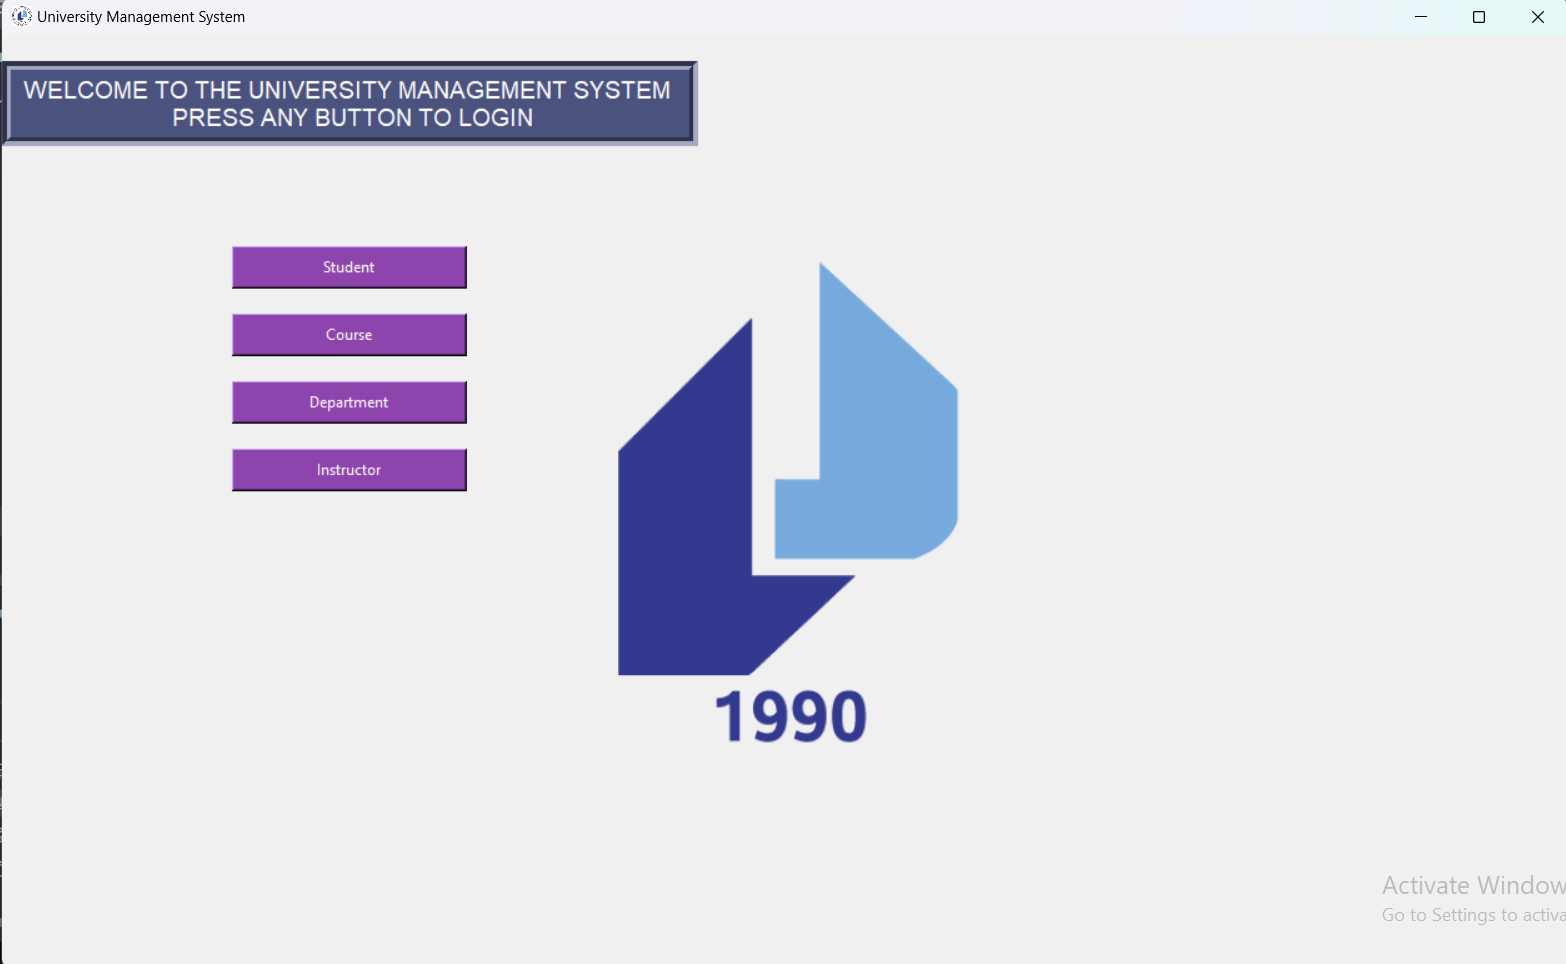 University Management System
WELCOME TO THE UNIVERSITY MANAGEMENT SYSTEM
PRESS ANY BUTTON TO LOGIN
Student
Course
Department
Instructor
1990
Activate Window
Go to Settings to activa